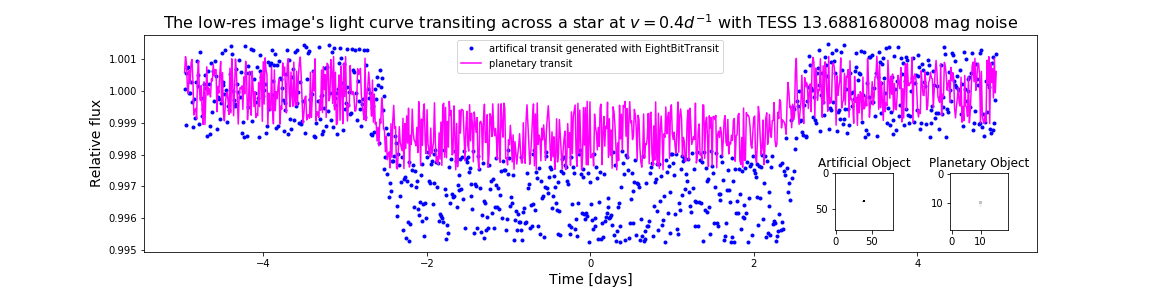 The low-res image's light curve transiting across a star at v = 0.4d⁻¹ with TESS 13.6881680008 mag noise
artifical transit generated with EightBitTransit
planetary transit
Relative flux
1.001
1.000
0.999
0.998
0.997
0.996
0.995
Artificial Object
0
50
0
50
Planetary Object
0
10
0
10
−4
−2
0
2
4
Time [days]